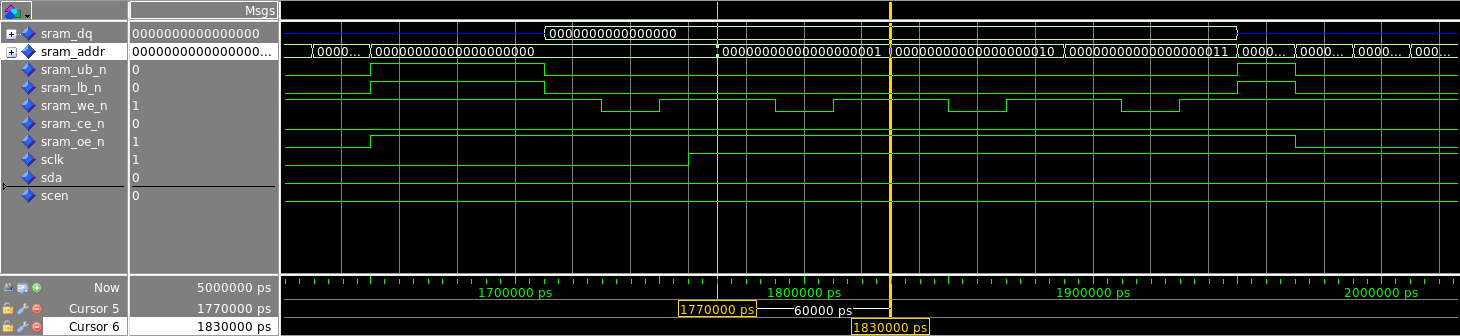 Msgs
sram_dq 0000000000000000 0000000000000000
sram_addr 0000000000000000... 0000... 00000000000000000000 00000000000000000001 00000000000000000010 00000000000000000011 0000... 0000... 0000... 000...
sram_ub_n 0
sram_lb_n 0
sram_we_n 1
sram_ce_n 0
sram_oe_n 1
sclk 1
sda 0
scen 0
Now 5000000 ps 1700000 ps 1800000 ps 1900000 ps 2000000 ps
Cursor 5 1770000 ps 1770000 ps 60000 ps
Cursor 6 1830000 ps 1830000 ps